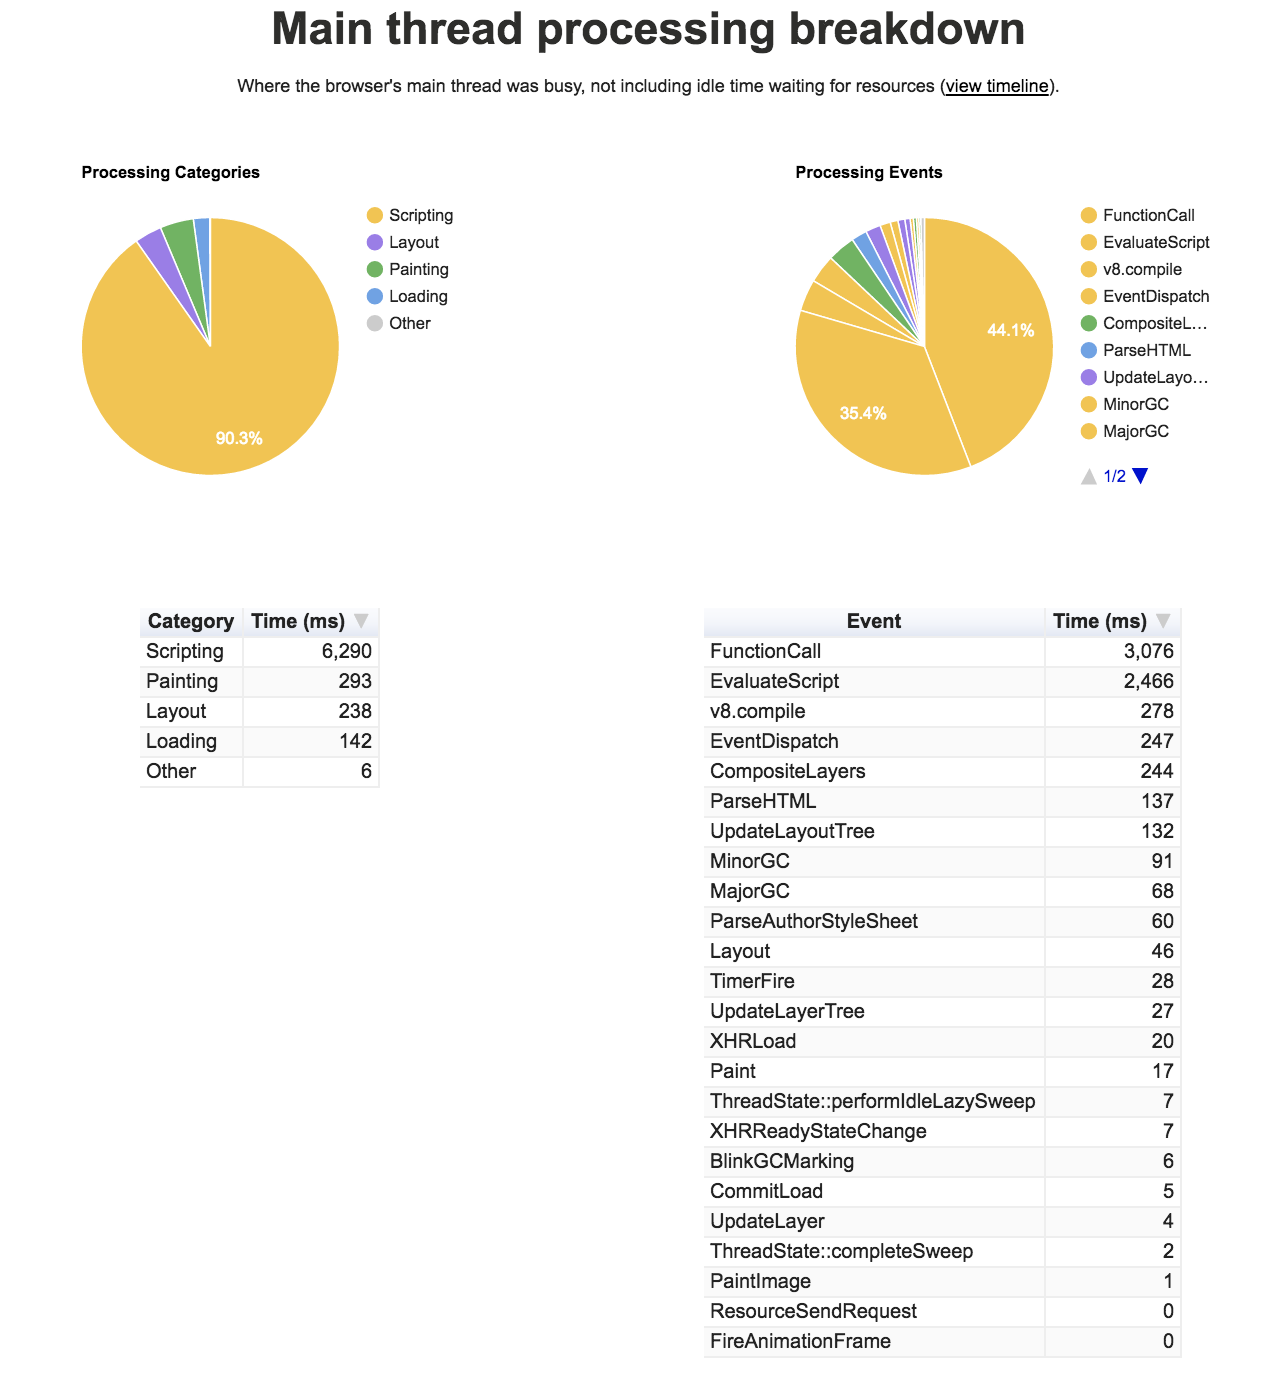 Main thread processing breakdown
Where the browser's main thread was busy, not including idle time waiting for resources (view timeline).
Processing Categories
Scripting
Layout
Painting
Loading
Other
90.3%
Processing Events
FunctionCall
EvaluateScript
v8.compile
EventDispatch
CompositeL...
ParseHTML
UpdateLayo...
MinorGC
MajorGC
1/2
44.1%
35.4%
Category Time (ms)
Scripting 6,290
Painting 293
Layout 238
Loading 142
Other 6
Event Time (ms)
FunctionCall 3,076
EvaluateScript 2,466
v8.compile 278
EventDispatch 247
CompositeLayers 244
ParseHTML 137
UpdateLayoutTree 132
MinorGC 91
MajorGC 68
ParseAuthorStyleSheet 60
Layout 46
TimerFire 28
UpdateLayerTree 27
XHRLoad 20
Paint 17
ThreadState::performIdleLazySweep 7
XHRReadyStateChange 7
BlinkGCMarking 6
CommitLoad 5
UpdateLayer 4
ThreadState::completeSweep 2
PaintImage 1
ResourceSendRequest 0
FireAnimationFrame 0